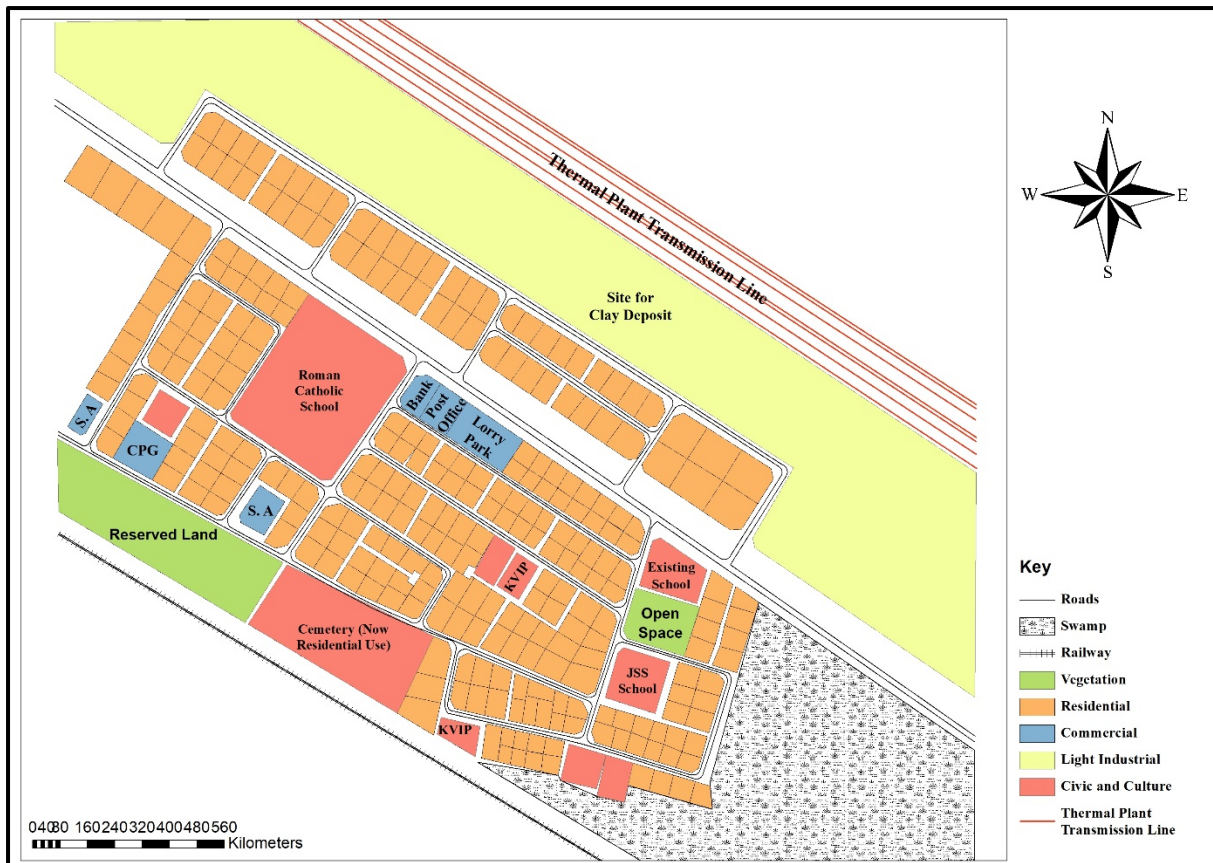 N
W
E
S
Thermal Plant Transmission Line
Site for
Clay Deposit
Roman
Catholic
School
Bank
Post
Office
Lorry
Park
S. A
CPG
S. A
Reserved Land
KVIP
Existing
School
Open
Space
Cemetery (Now
Residential Use)
JSS
School
KVIP
Key
Roads
Swamp
Railway
Vegetation
Residential
Commercial
Light Industrial
Civic and Culture
Thermal Plant
Transmission Line
04080 160240320400480560
Kilometers